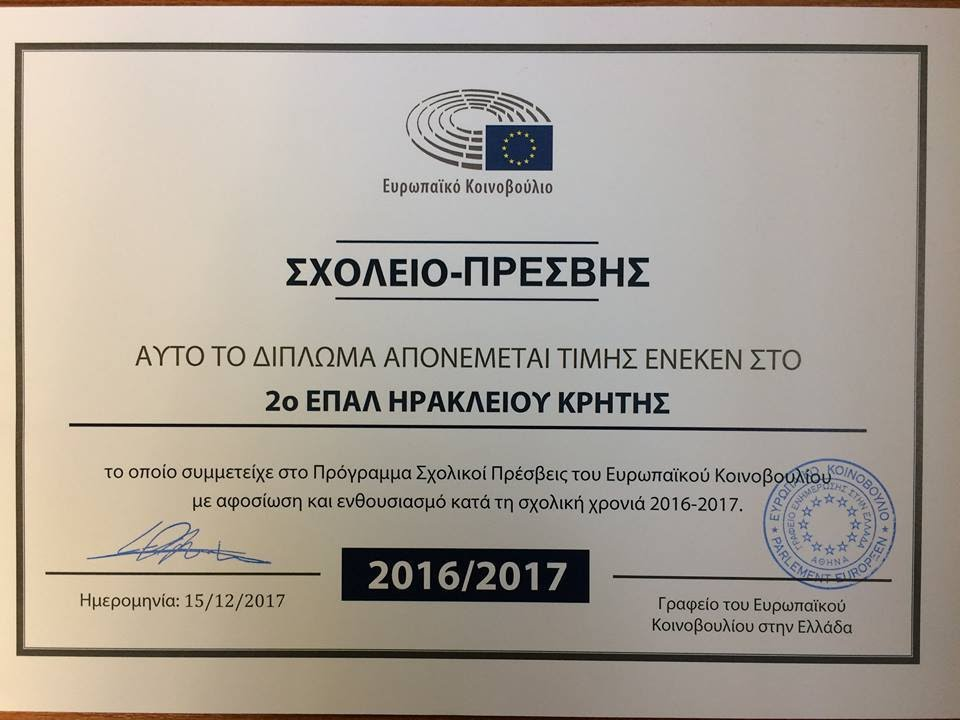 Ευρωπαϊκό Κοινοβούλιο
ΣΧΟΛΕΙΟ-ΠΡΕΣΒΗΣ
ΑΥΤΟ ΤΟ ΔΙΠΛΩΜΑ ΑΠΟΝΕΜΕΤΑΙ ΤΙΜΗΣ ΕΝΕΚΕΝ ΣΤΟ
2ο ΕΠΑΛ ΗΡΑΚΛΕΙΟΥ ΚΡΗΤΗΣ
το οποίο συμμετείχε στο Πρόγραμμα Σχολικοί Πρέσβεις του Ευρωπαϊκού Κοινοβουλίου
με αφοσίωση και ενθουσιασμό κατά τη σχολική χρονιά 2016-2017.
ΕΥΡΩΠΑΪΚΟ ΚΟΙΝΟΒΟΥΛΙΟ
ΓΡΑΦΕΙΟ ΕΝΗΜΕΡΩΣΗΣ ΣΤΗΝ ΕΛΛΑΔΑ
ΑΘΗΝΑ
PARLEMENT EUROPEEN
2016/2017
Ημερομηνία: 15/12/2017
Γραφείο του Ευρωπαϊκού
Κοινοβουλίου στην Ελλάδα